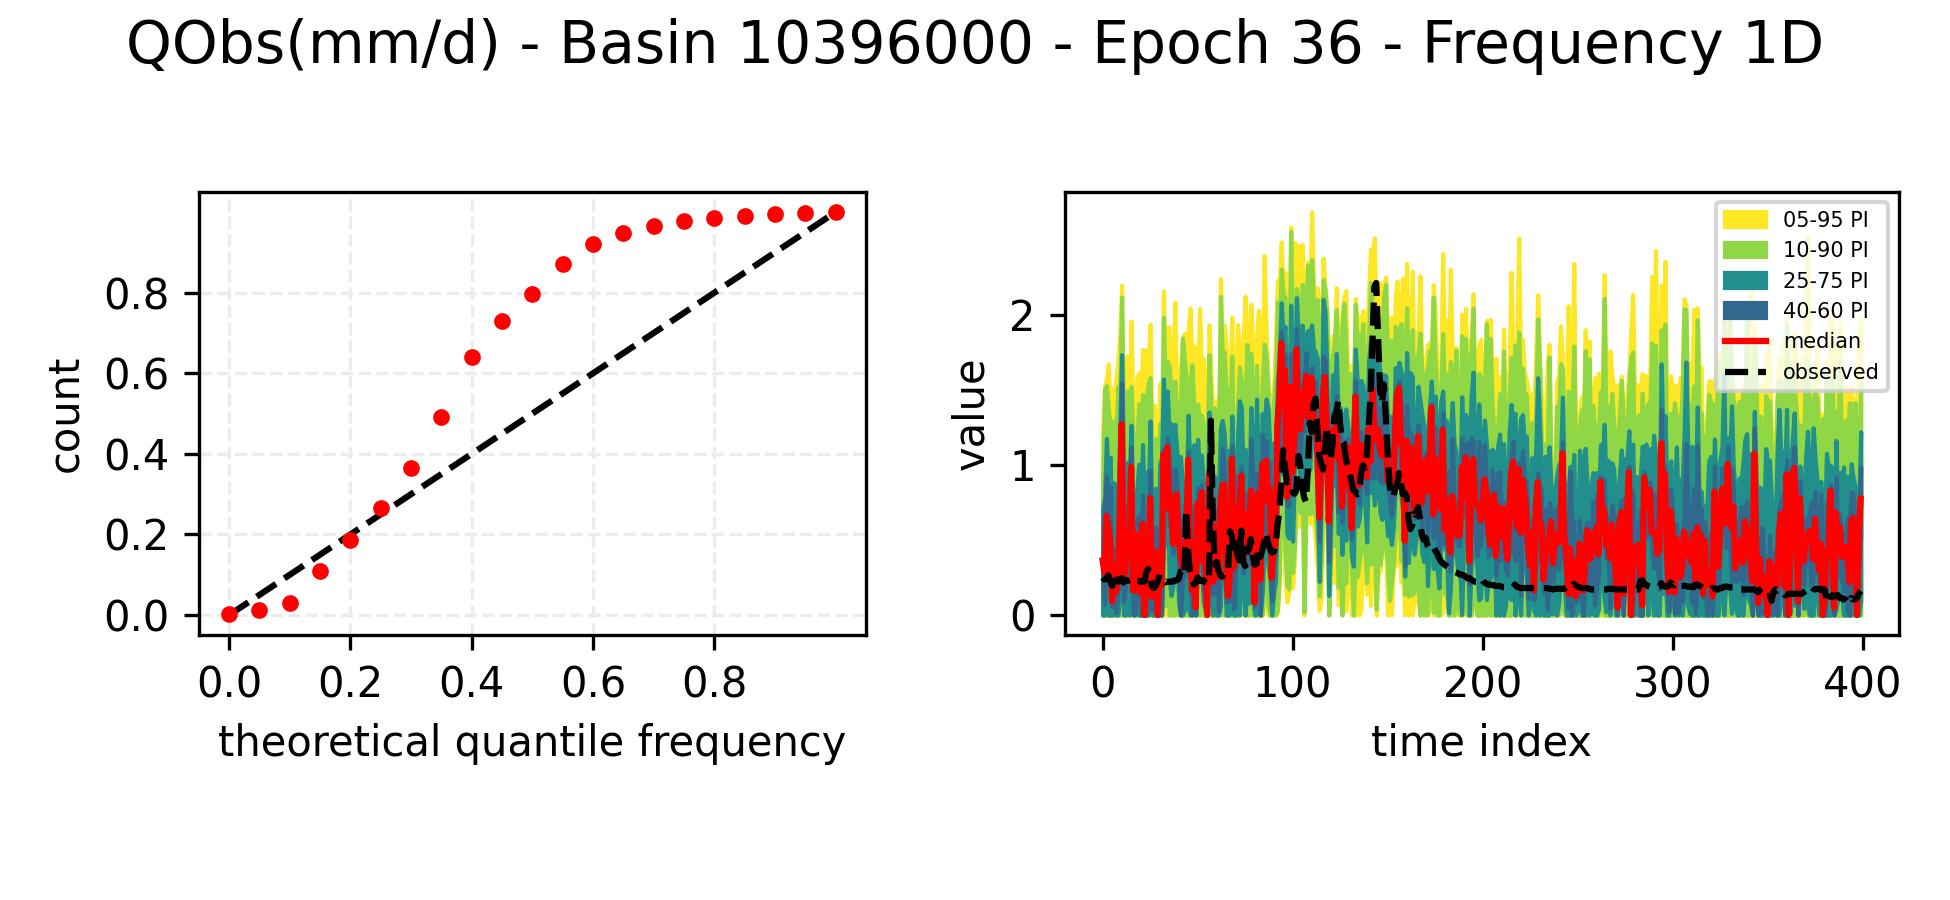 QObs(mm/d) - Basin 10396000 - Epoch 36 - Frequency 1D
count
0.8
0.6
0.4
0.2
0.0
0.0 0.2 0.4 0.6 0.8
theoretical quantile frequency
value
2
1
0
0 100 200 300 400
time index
05-95 PI
10-90 PI
25-75 PI
40-60 PI
median
observed